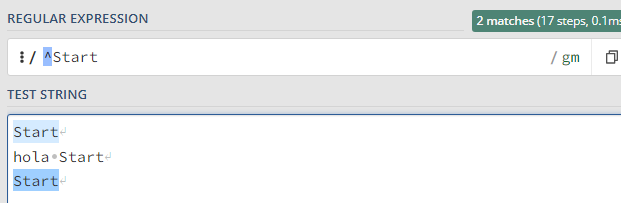 REGULAR EXPRESSION
2 matches (17 steps, 0.1ms
/ ^Start / gm
TEST STRING
Start
hola Start
Start